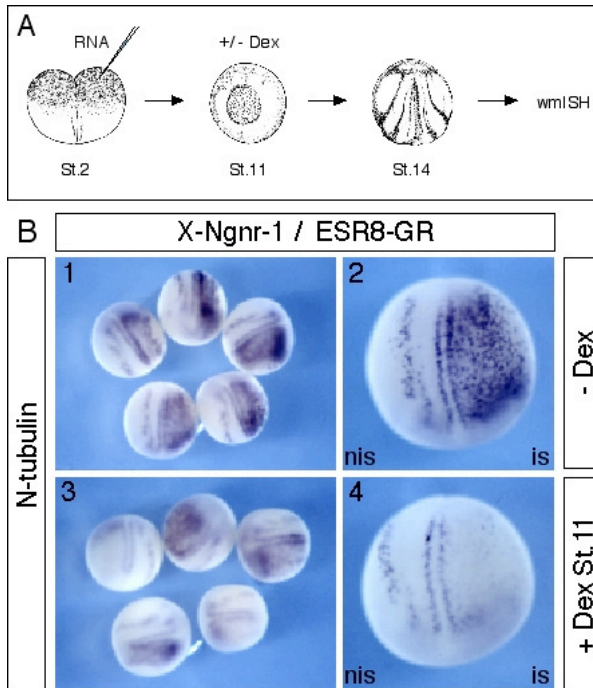 A
RNA
+/- Dex
wmISH
St.2
St.11
St.14
B
X-Ngnr-1 / ESR8-GR
N-tubulin
1
2
nis
is
- Dex
3
4
nis
is
+ Dex St.11